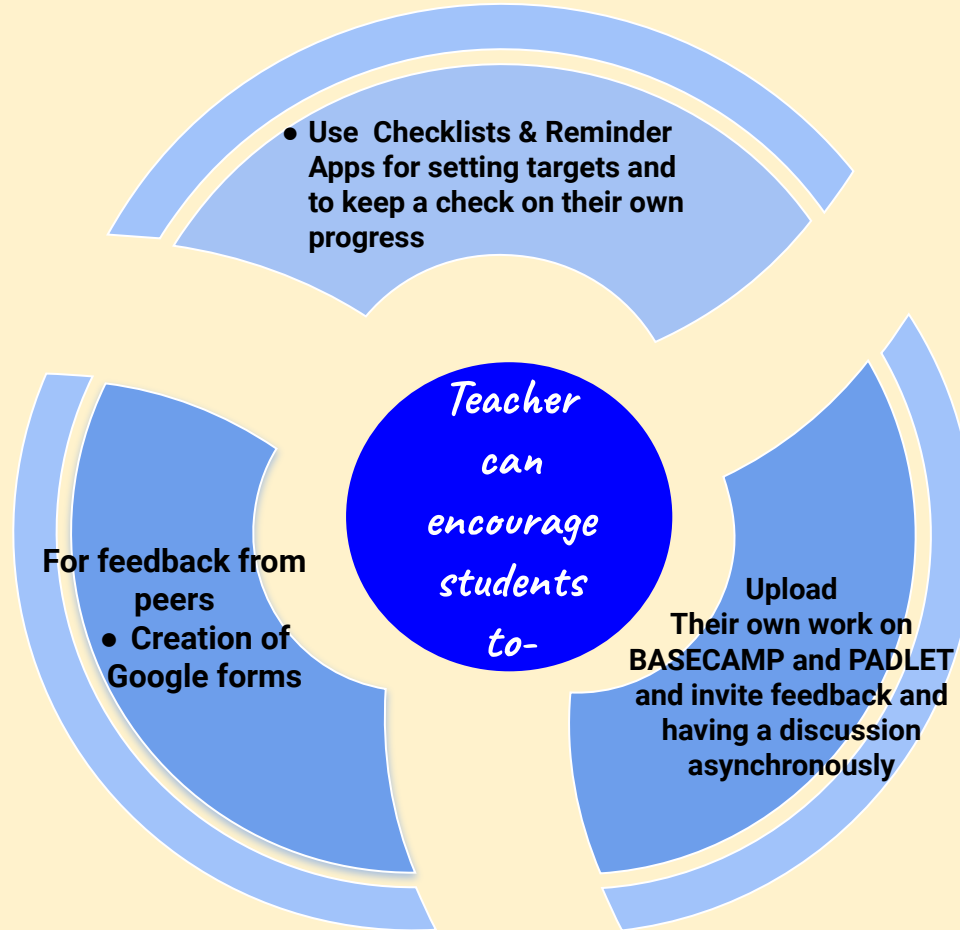 ● Use  Checklists & Reminder
Apps for setting targets and
to keep a check on their own
progress
Teacher
can
encourage
students
to-
For feedback from
peers
● Creation of
Google forms
Upload
Their own work on
BASECAMP and PADLET
and invite feedback and
having a discussion
asynchronously